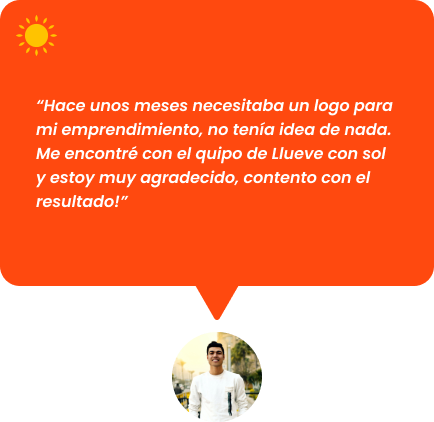 “Hace unos meses necesitaba un logo para
mi emprendimiento, no tenía idea de nada.
Me encontré con el quipo de Llueve con sol
y estoy muy agradecido, contento con el
resultado!”